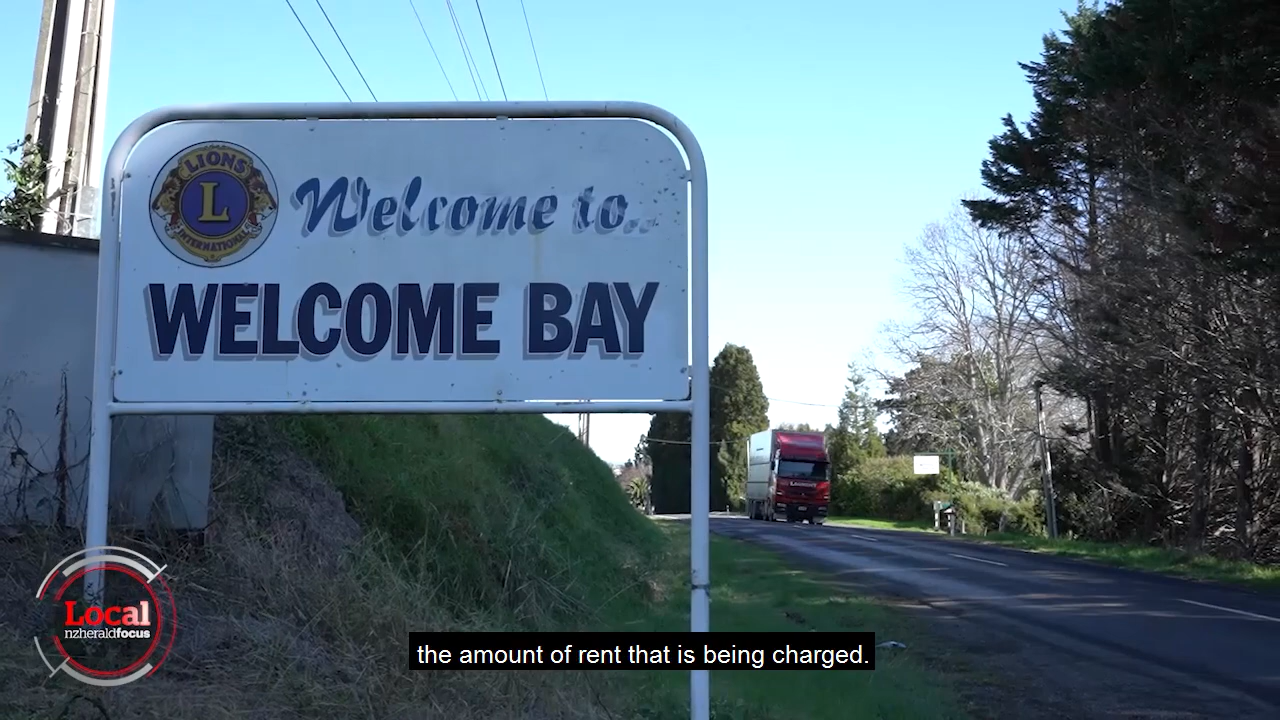 LIONS
L
INTERNATIONAL
Welcome to..
WELCOME BAY
Local
nzheraldfocus
the amount of rent that is being charged.